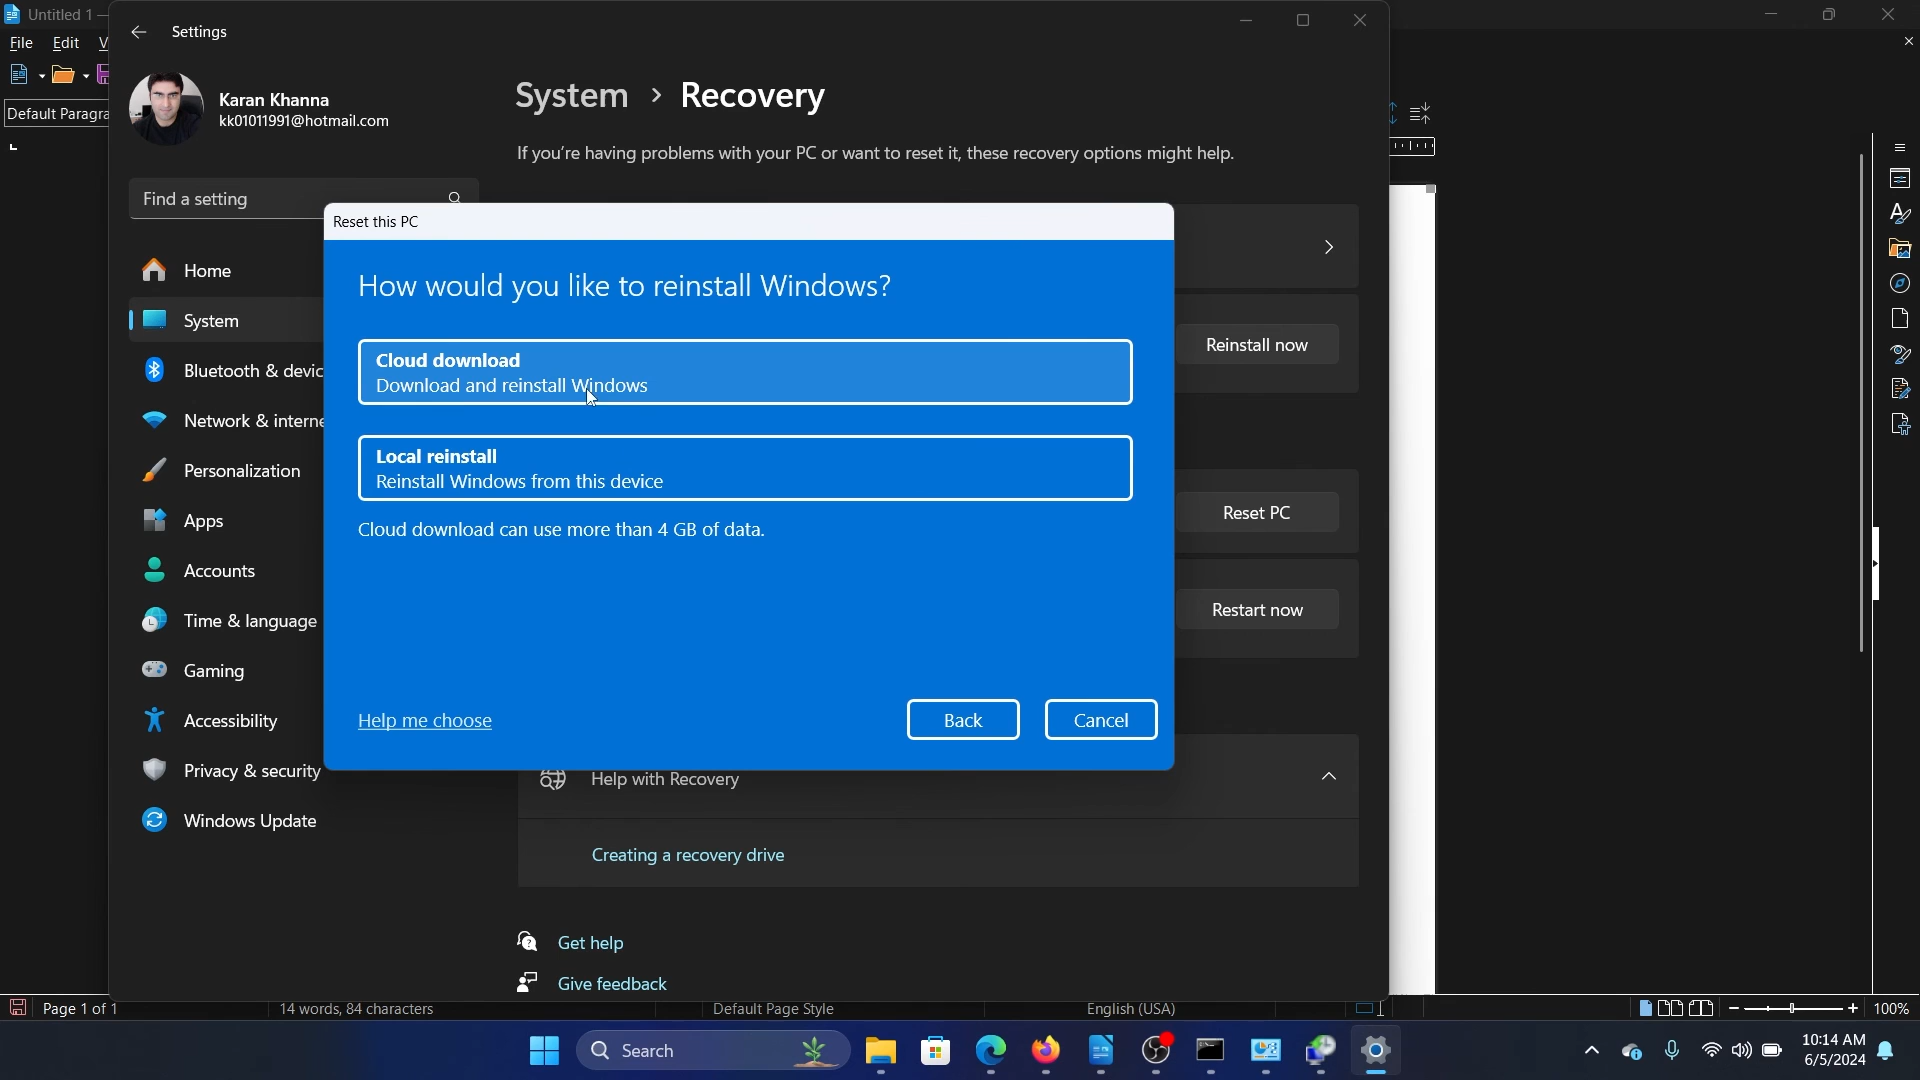 Untitled 1 —
File Edit V
Default Paragra
Settings
Karan Khanna
kk01011991@hotmail.com
Find a setting
Home
System
Bluetooth & devic
Network & interne
Personalization
Apps
Accounts
Time & language
Gaming
Accessibility
Privacy & security
Windows Update
System > Recovery
If you're having problems with your PC or want to reset it, these recovery options might help.
Reinstall now
Reset PC
Restart now
Reset this PC
How would you like to reinstall Windows?
Cloud download
Download and reinstall Windows
Local reinstall
Reinstall Windows from this device
Cloud download can use more than 4 GB of data.
Help me choose
Back
Cancel
Help with Recovery
Creating a recovery drive
Get help
Give feedback
Page 1 of 1
14 words, 84 characters
Default Page Style
English (USA)
100%
Search
10:14 AM
6/5/2024